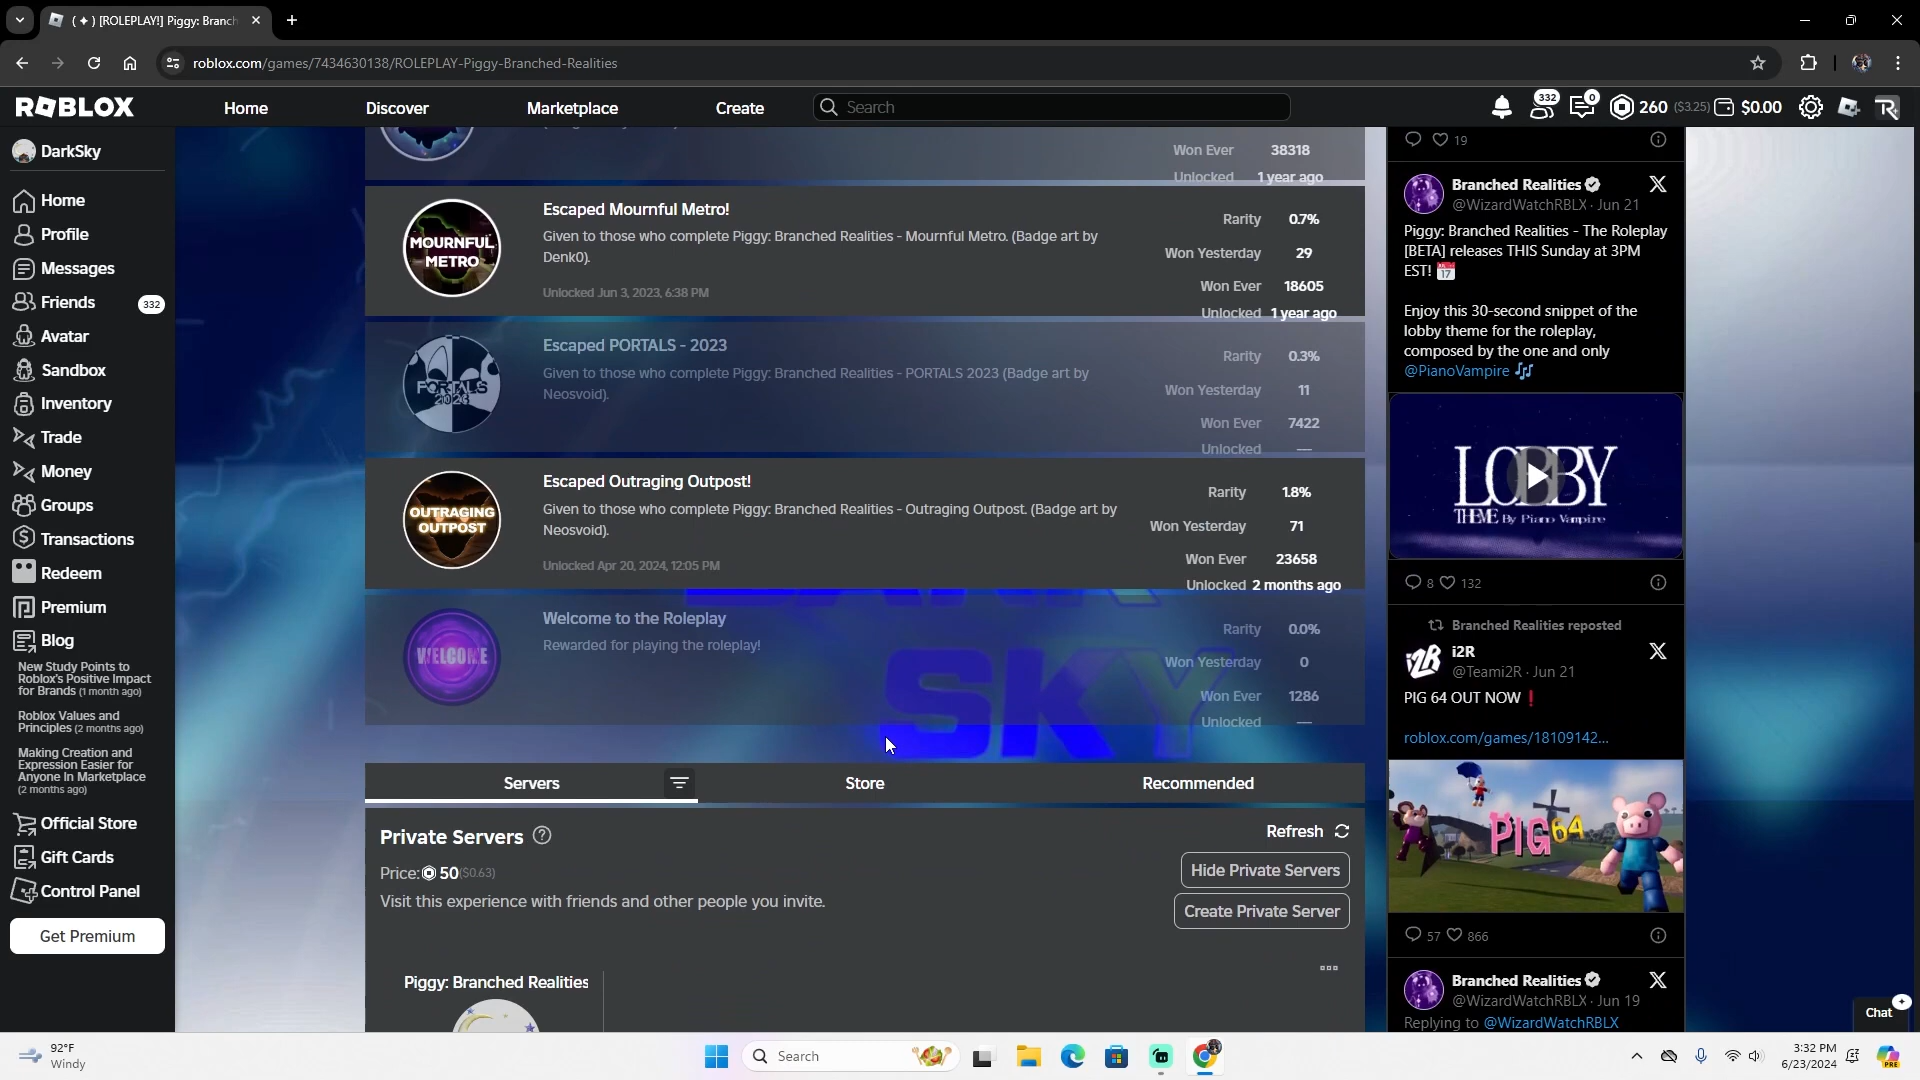 ( ✦ ) [ROLEPLAY!] Piggy: Branch
roblox.com/games/7434630138/ROLEPLAY-Piggy-Branched-Realities
ROBLOX
Home
Discover
Marketplace
Create
Search
332
0
260 ($3.25)
$0.00
DarkSky
Home
Profile
Messages
Friends 332
Avatar
Sandbox
Inventory
Trade
Money
Groups
Transactions
Redeem
Premium
Blog
New Study Points to
Roblox's Positive Impact
for Brands (1 month ago)
Roblox Values and
Principles (2 months ago)
Making Creation and
Expression Easier for
Anyone In Marketplace
(2 months ago)
Official Store
Gift Cards
Control Panel
Get Premium
Won Ever 38318
Unlocked 1 year ago
MOURNFUL
METRO
Escaped Mournful Metro!
Given to those who complete Piggy: Branched Realities - Mournful Metro. (Badge art by
Denk0).
Unlocked Jun 3, 2023, 6:38 PM
Rarity 0.7%
Won Yesterday 29
Won Ever 18605
Unlocked 1 year ago
PORTALS
2023
Escaped PORTALS - 2023
Given to those who complete Piggy: Branched Realities - PORTALS 2023 (Badge art by
Neosvoid).
Rarity 0.3%
Won Yesterday 11
Won Ever 7422
Unlocked —
OUTRAGING
OUTPOST
Escaped Outraging Outpost!
Given to those who complete Piggy: Branched Realities - Outraging Outpost. (Badge art by
Neosvoid).
Unlocked Apr 20, 2024, 12:05 PM
Rarity 1.8%
Won Yesterday 71
Won Ever 23658
Unlocked 2 months ago
WELCOME
Welcome to the Roleplay
Rewarded for playing the roleplay!
Rarity 0.0%
Won Yesterday 0
Won Ever 1286
Unlocked —
SKY
Servers
Store
Recommended
Private Servers
Refresh
Price: 50 ($0.63)
Hide Private Servers
Visit this experience with friends and other people you invite.
Create Private Server
Piggy: Branched Realities
19
Branched Realities
@WizardWatchRBLX · Jun 21
Piggy: Branched Realities - The Roleplay
[BETA] releases THIS Sunday at 3PM
EST! 📅
Enjoy this 30-second snippet of the
lobby theme for the roleplay,
composed by the one and only
@PianoVampire 🎶
LOBBY
THEME By Piano Vampire
8 132
Branched Realities reposted
i2R
@Teami2R · Jun 21
PIG 64 OUT NOW❗
roblox.com/games/18109142...
PIG 64
57 866
Branched Realities
@WizardWatchRBLX · Jun 19
Replying to @WizardWatchRBLX
Chat
92°F
Windy
Search
3:32 PM
6/23/2024
PRE